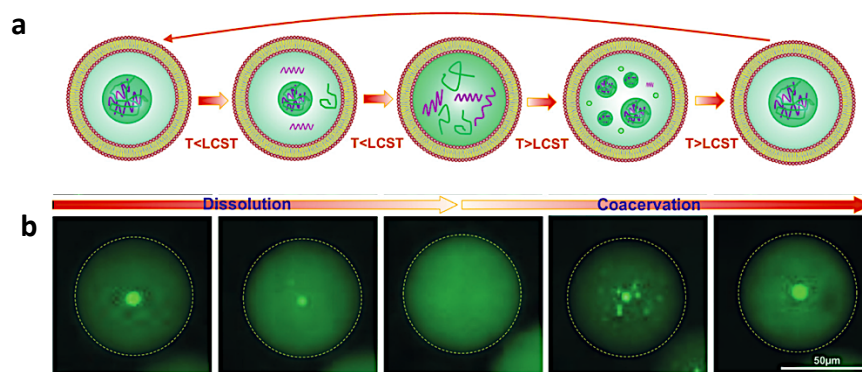 a
T<LCST
T<LCST
T>LCST
T>LCST
Dissolution
Coacervation
b
50μm